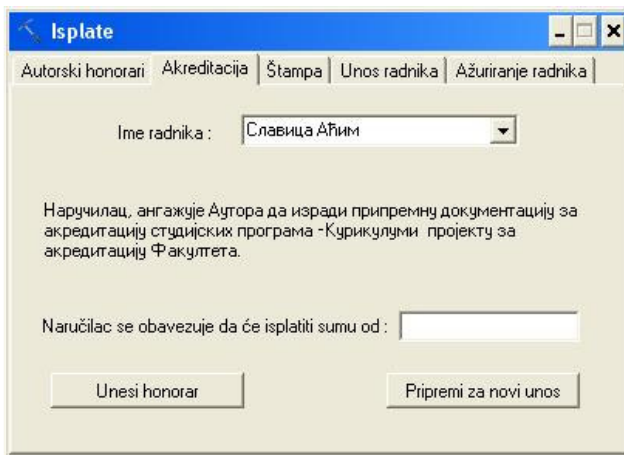 Isplate
Autorski honorari Akreditacija Štampa Unos radnika Ažuriranje radnika
Ime radnika : Славица Аћим
Наручилац, ангажује Аутора да изради припремну документацију за
акредитацију студијских програма -Курикулуми пројекту за
акредитацију Факултета.
Naručilac se obavezuje da će isplatiti sumu od :
Unesi honorar Pripremi za novi unos